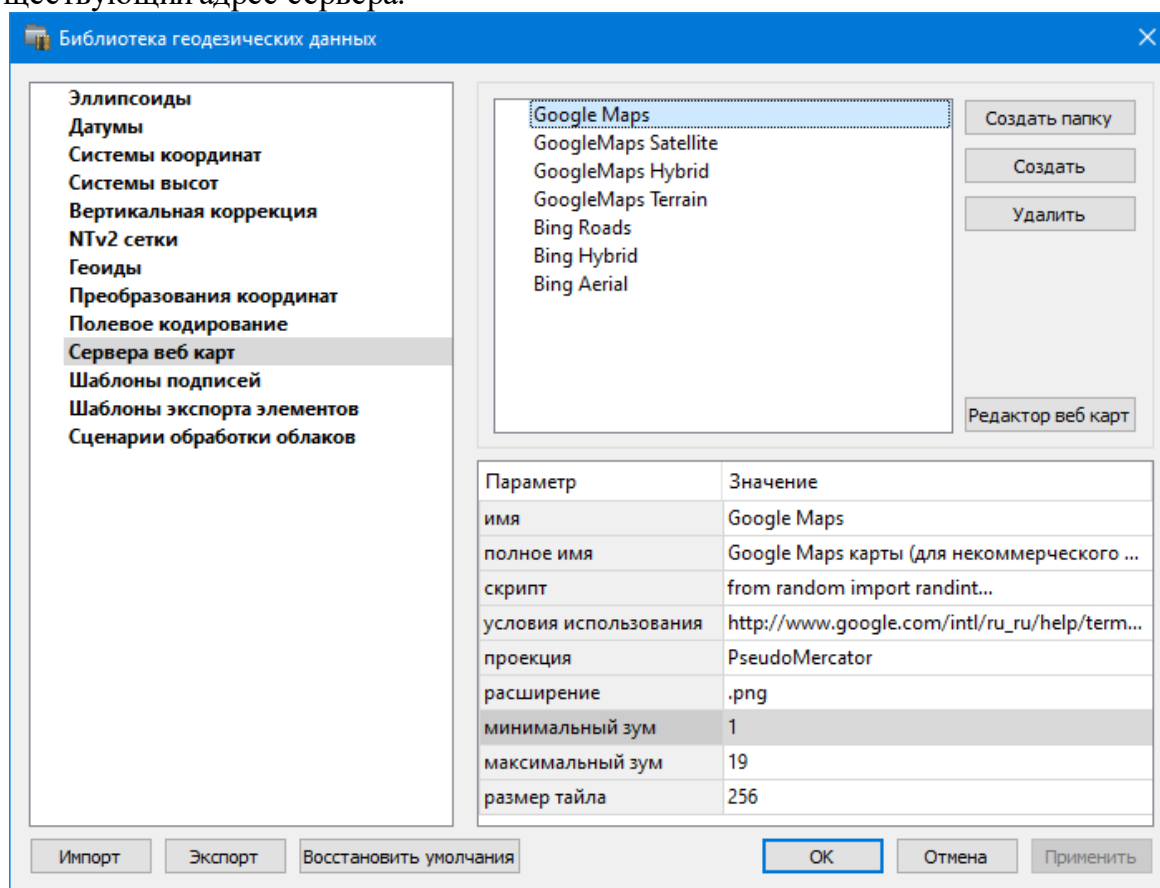 адрес сервера.
Библиотека геодезических данных
Эллипсоиды
Датумы
Системы координат
Системы высот
Вертикальная коррекция
NTv2 сетки
Геоиды
Преобразования координат
Полевое кодирование
Сервера веб карт
Шаблоны подписей
Шаблоны экспорта элементов
Сценарии обработки облаков
Google Maps
GoogleMaps Satellite
GoogleMaps Hybrid
GoogleMaps Terrain
Bing Roads
Bing Hybrid
Bing Aerial
Создать папку
Создать
Удалить
Редактор веб карт
Параметр Значение
имя Google Maps
полное имя Google Maps карты (для некоммерческого ...
скрипт from random import randint...
условия использования http://www.google.com/intl/ru_ru/help/term...
проекция PseudoMercator
расширение .png
минимальный зум 1
максимальный зум 19
размер тайла 256
Импорт Экспорт Восстановить умолчания OK Отмена Применить